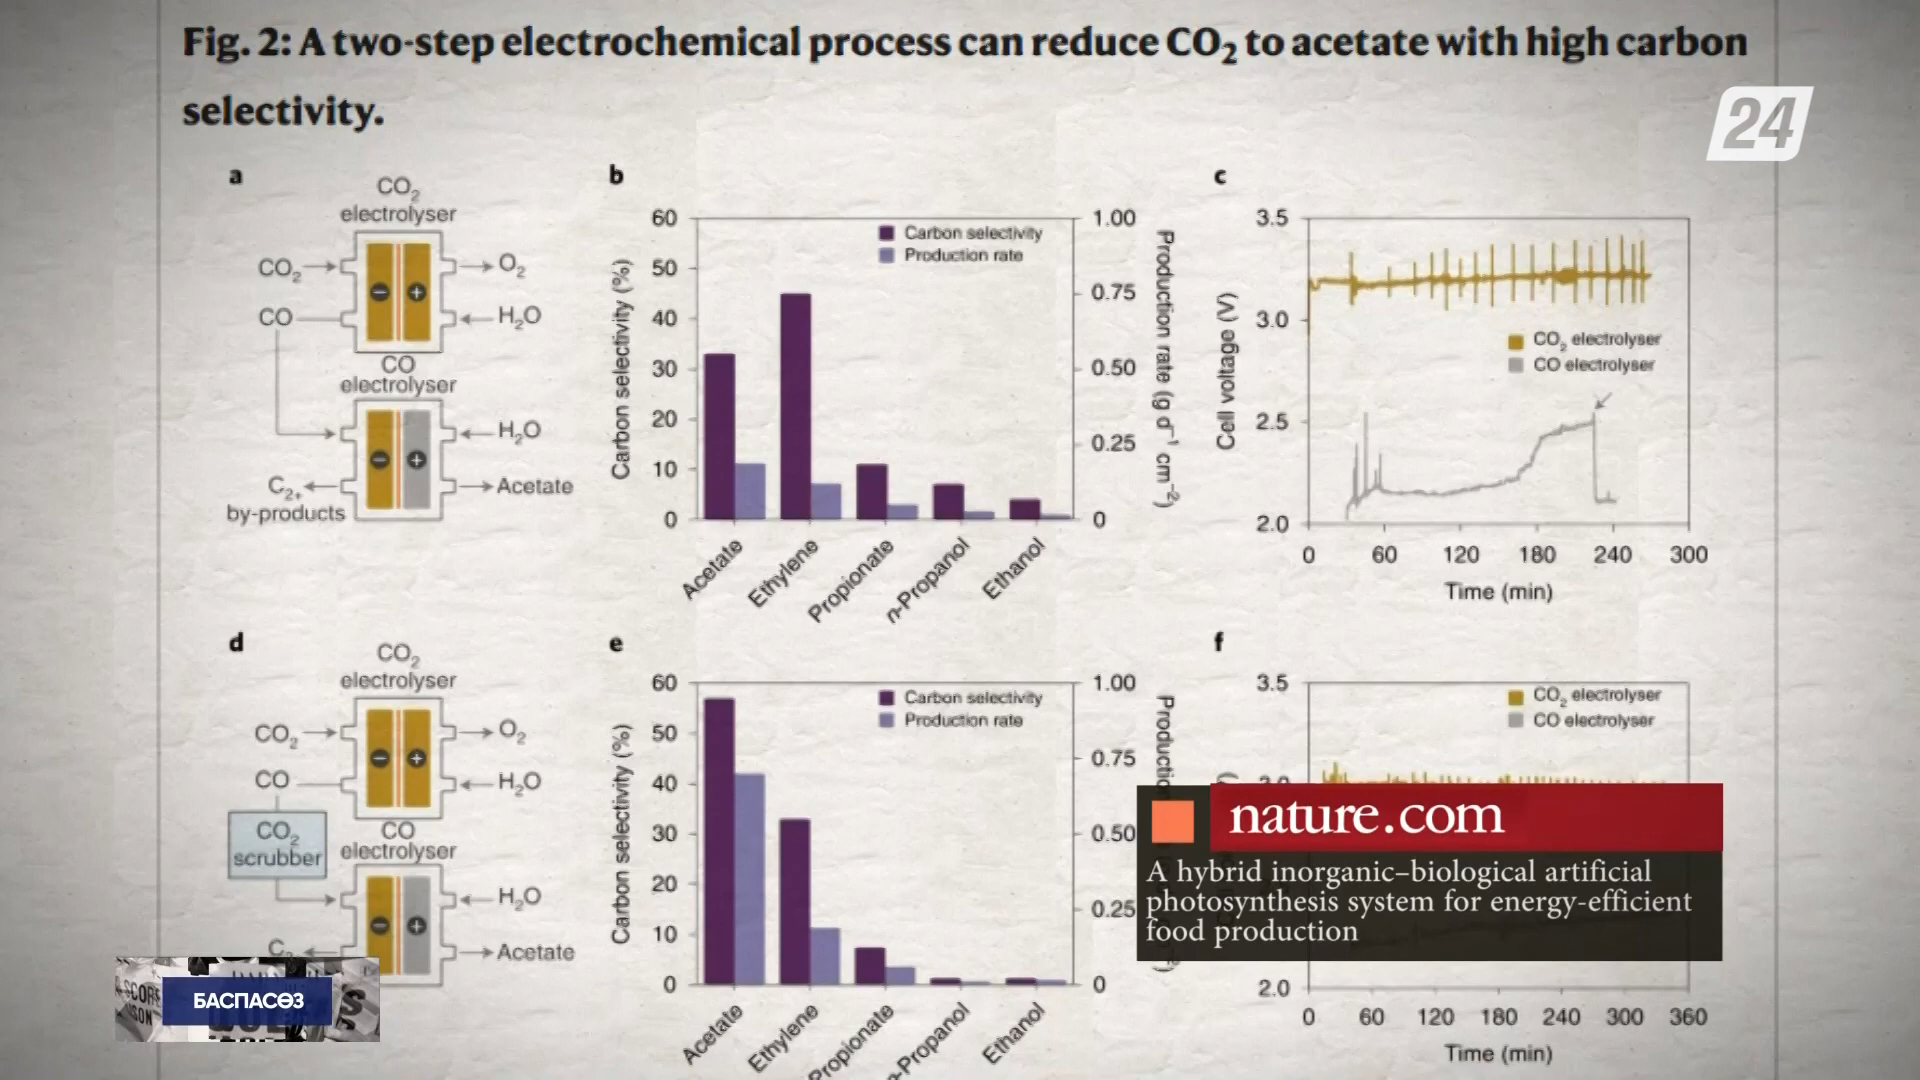 Fig. 2: A two-step electrochemical process can reduce CO₂ to acetate with high carbon
selectivity.
24
a
CO₂
electrolyser
CO₂
O₂
CO
H₂O
CO
electrolyser
H₂O
C₂₊
Acetate
by-products
b
60
50
40
30
20
10
0
Carbon selectivity (%)
Carbon selectivity
Production rate
1.00
0.75
0.50
0.25
0
Production rate (g d⁻¹ cm⁻²)
Acetate
Ethylene
Propionate
n-Propanol
Ethanol
c
3.5
3.0
2.5
2.0
Cell voltage (V)
CO₂ electrolyser
CO electrolyser
0 60 120 180 240 300
Time (min)
d
CO₂
electrolyser
CO₂
O₂
CO
H₂O
CO₂
scrubber
CO
electrolyser
H₂O
Acetate
e
60
50
40
30
20
10
0
Carbon selectivity (%)
Carbon selectivity
Production rate
1.00
0.75
0.50
0.25
0
Acetate
Ethylene
Propionate
Ethanol
f
3.5
2.0
CO₂ electrolyser
CO electrolyser
0 60 120 180 240 300 360
Time (min)
nature.com
A hybrid inorganic–biological artificial
photosynthesis system for energy-efficient
food production
БАСПАСӨЗ